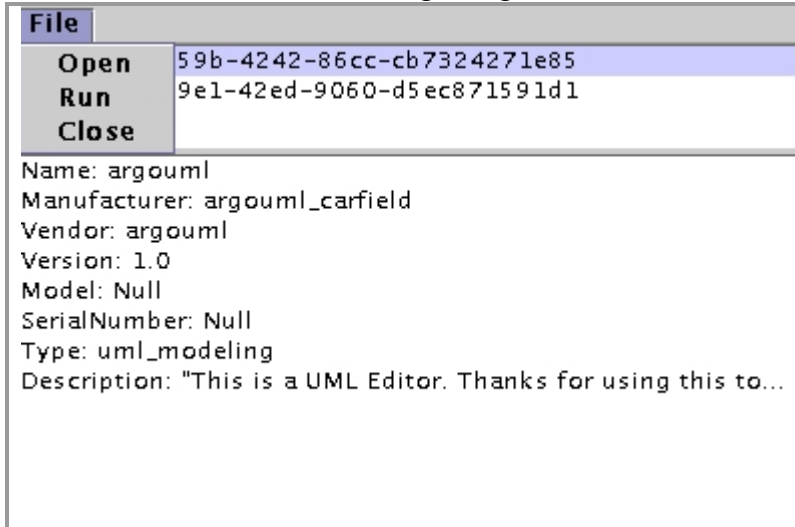 File
Open
59b-4242-86cc-cb7324271e85
Run
9e1-42ed-9060-d5ec871591d1
Close
Name: argouml
Manufacturer: argouml_carfield
Vendor: argouml
Version: 1.0
Model: Null
SerialNumber: Null
Type: uml_modeling
Description: "This is a UML Editor. Thanks for using this to...